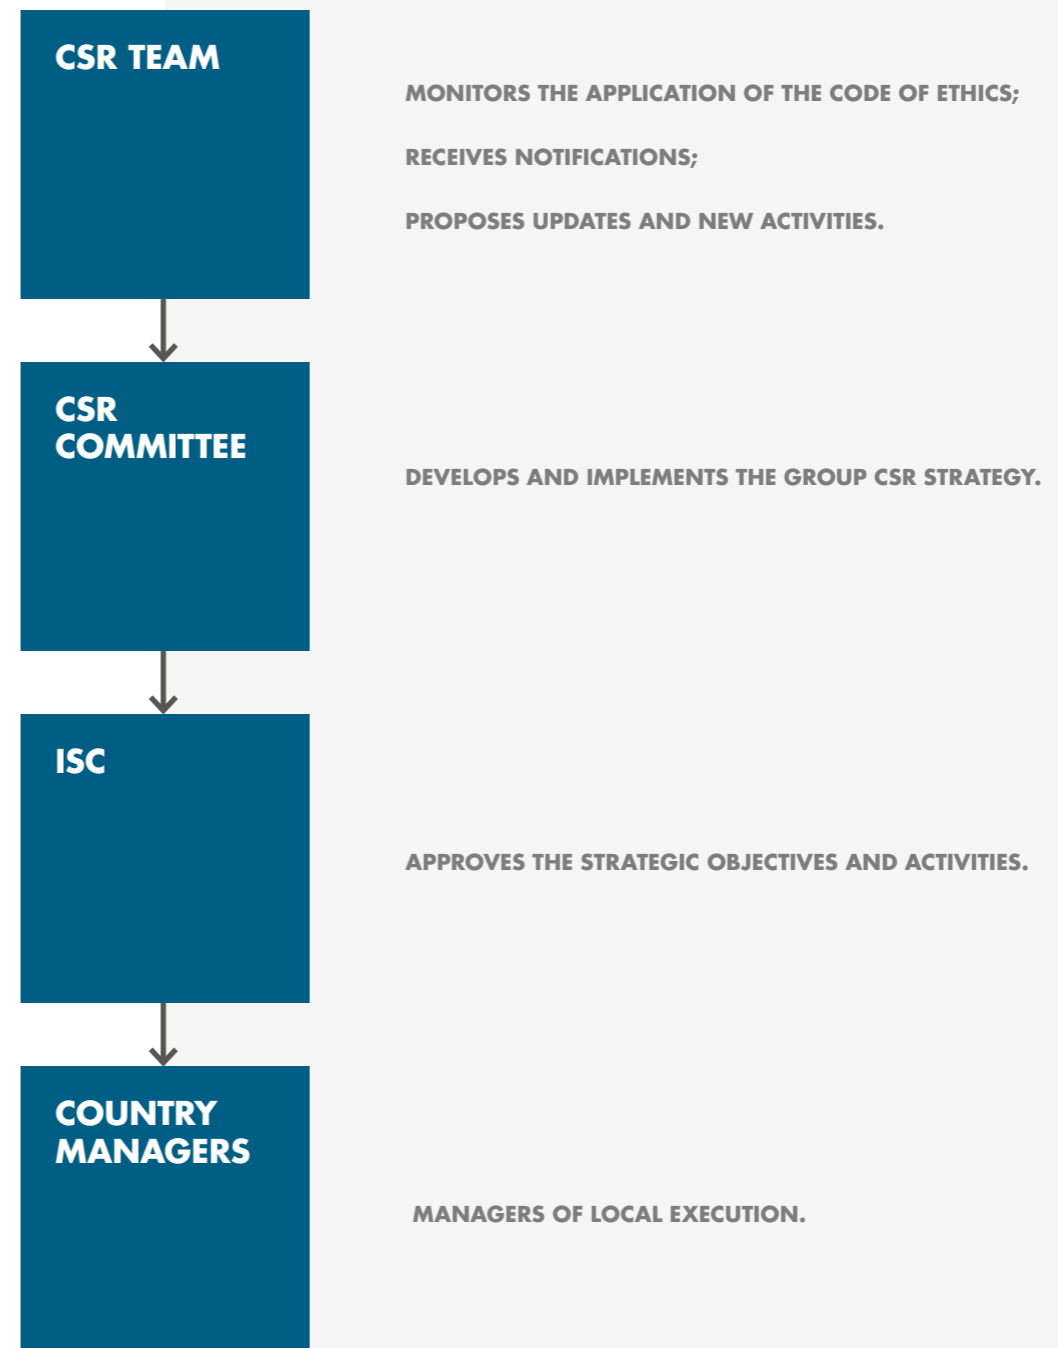 CSR TEAM
MONITORS THE APPLICATION OF THE CODE OF ETHICS;
RECEIVES NOTIFICATIONS;
PROPOSES UPDATES AND NEW ACTIVITIES.
CSR
COMMITTEE
DEVELOPS AND IMPLEMENTS THE GROUP CSR STRATEGY.
ISC
APPROVES THE STRATEGIC OBJECTIVES AND ACTIVITIES.
COUNTRY
MANAGERS
MANAGERS OF LOCAL EXECUTION.